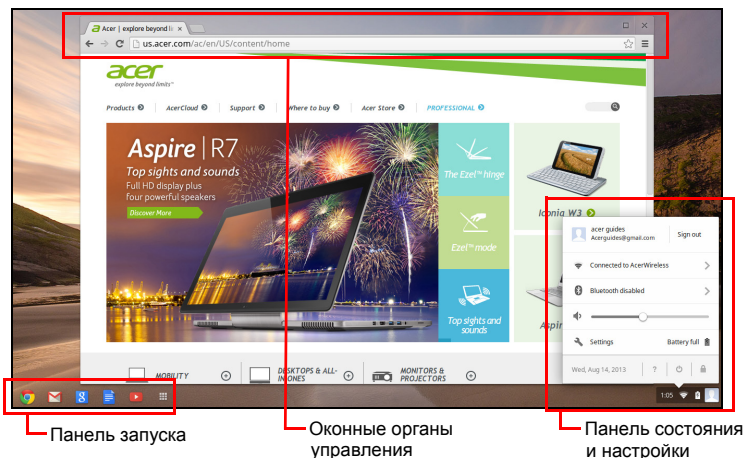 Acer | explore beyond li
us.acer.com/ac/en/US/content/home
acer
explore beyond limits™
Products AcerCloud Support Where to buy Acer Store PROFESSIONAL
Aspire | R7
Top sights and sounds
Full HD display plus
four powerful speakers
Discover More
The Ezel™ hinge
Ezel™ mode
Top sights and
sounds
Iconia W3
Aspir
MOBILITY
DESKTOPS & ALL-
IN-ONES
MONITORS &
PROJECTORS
acer guides
Acerguides@gmail.com
Sign out
Connected to AcerWireless
Bluetooth disabled
Settings
Battery full
Wed, Aug 14, 2013
?
1:05
8
Панель запуска
Оконные органы
управления
Панель состояния
и настройки